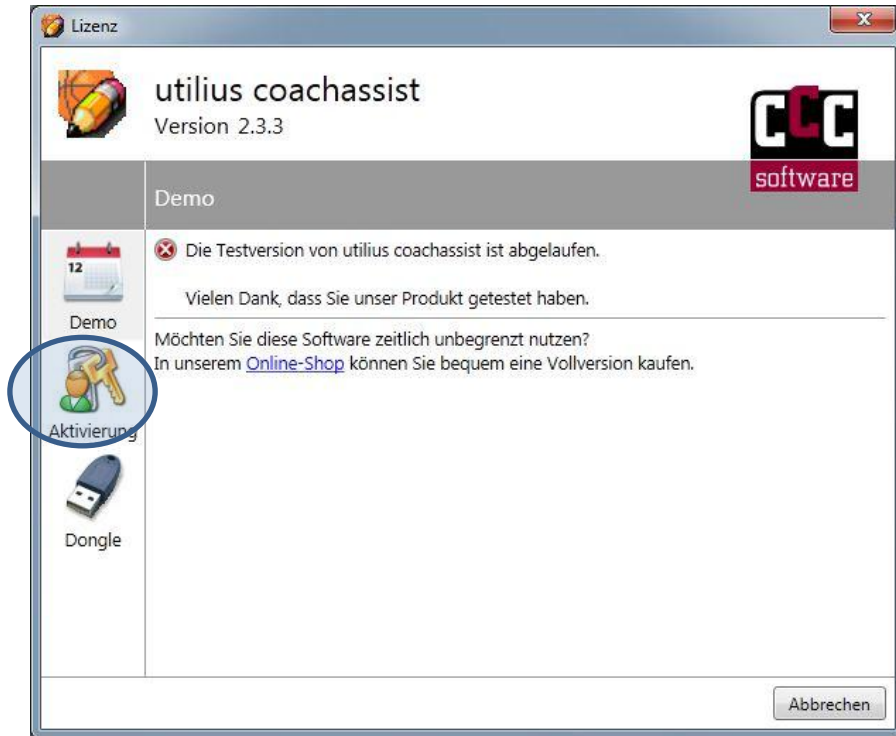 Lizenz
utilius coachassist
Version 2.3.3
CCC
software
Demo
12
Demo
Aktivierung
Dongle
Die Testversion von utilius coachassist ist abgelaufen.
Vielen Dank, dass Sie unser Produkt getestet haben.
Möchten Sie diese Software zeitlich unbegrenzt nutzen?
In unserem Online-Shop können Sie bequem eine Vollversion kaufen.
Abbrechen